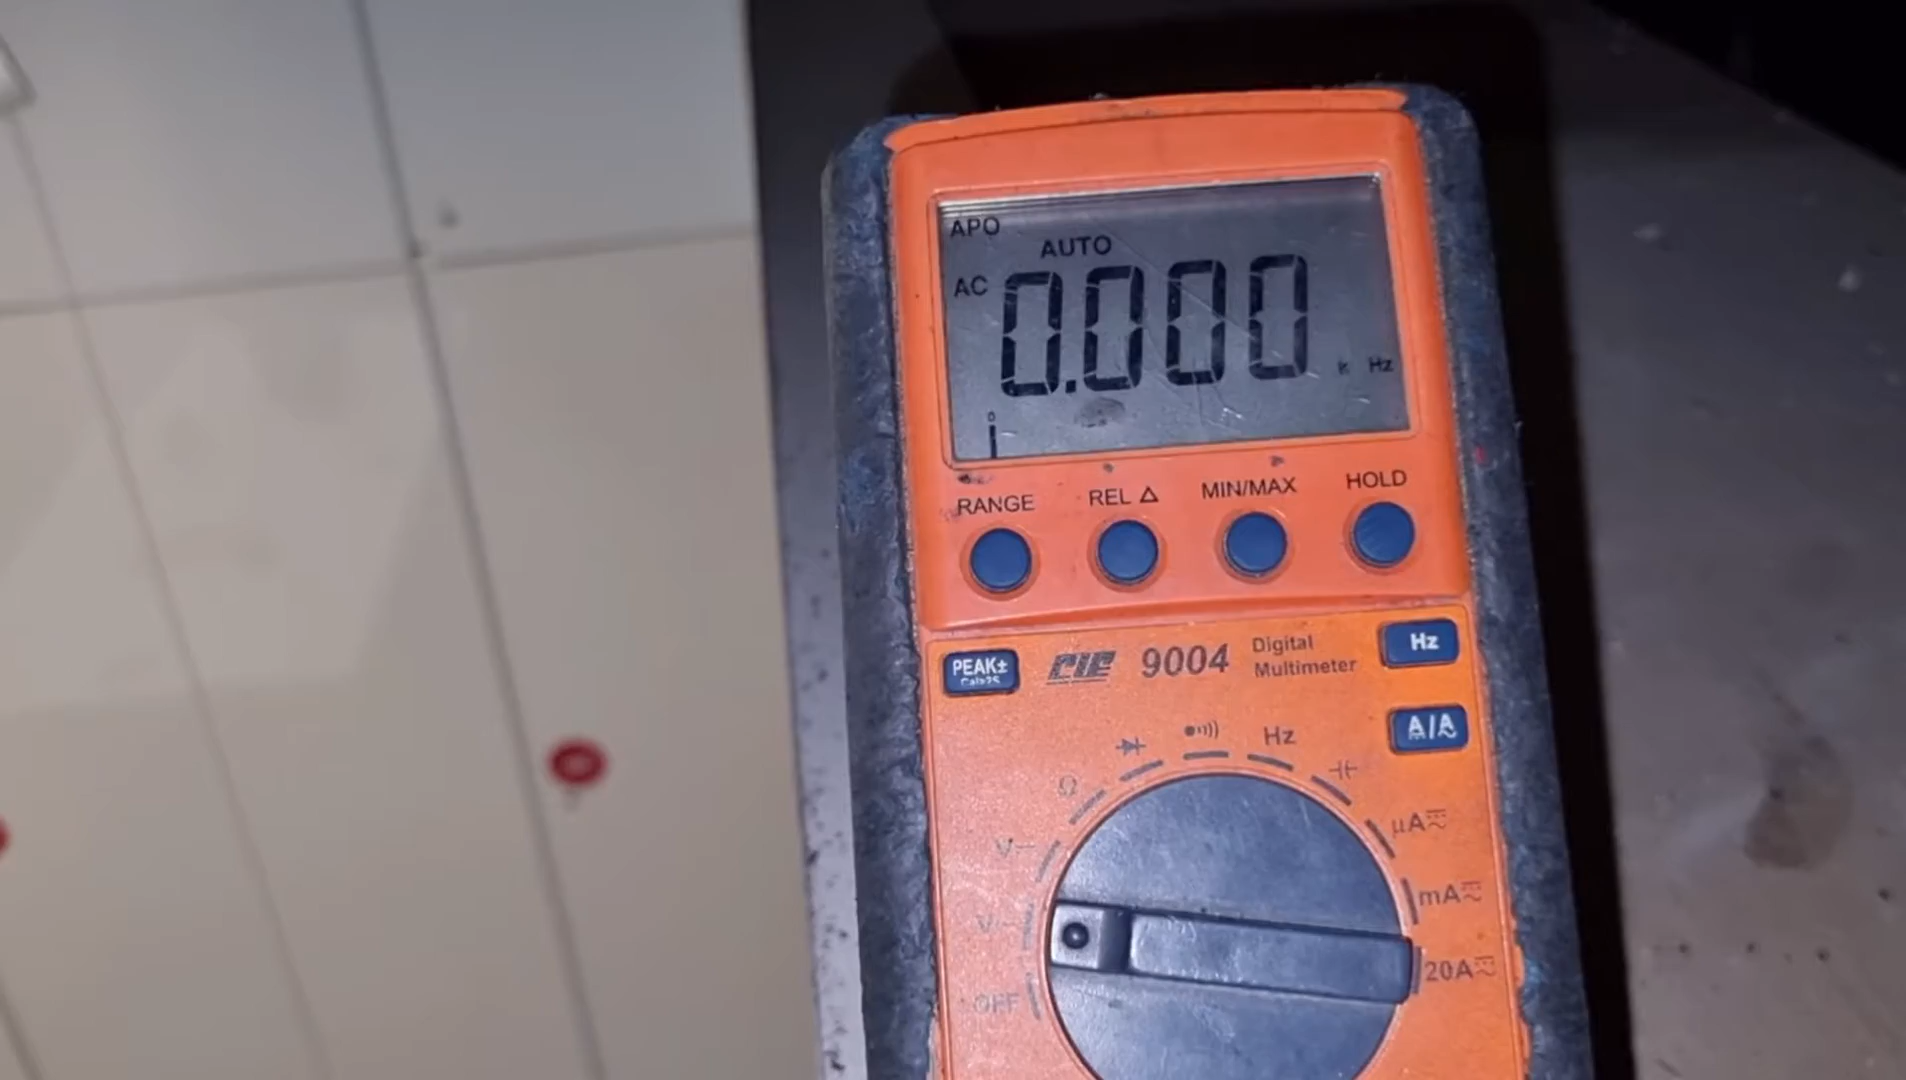 APO
AUTO
AC 0.000 k Hz
0
RANGE REL Δ MIN/MAX HOLD
PEAK± CIE 9004 Digital Multimeter Hz
A/A
Hz
Ω
V
µA
mA
V
20A
OFF